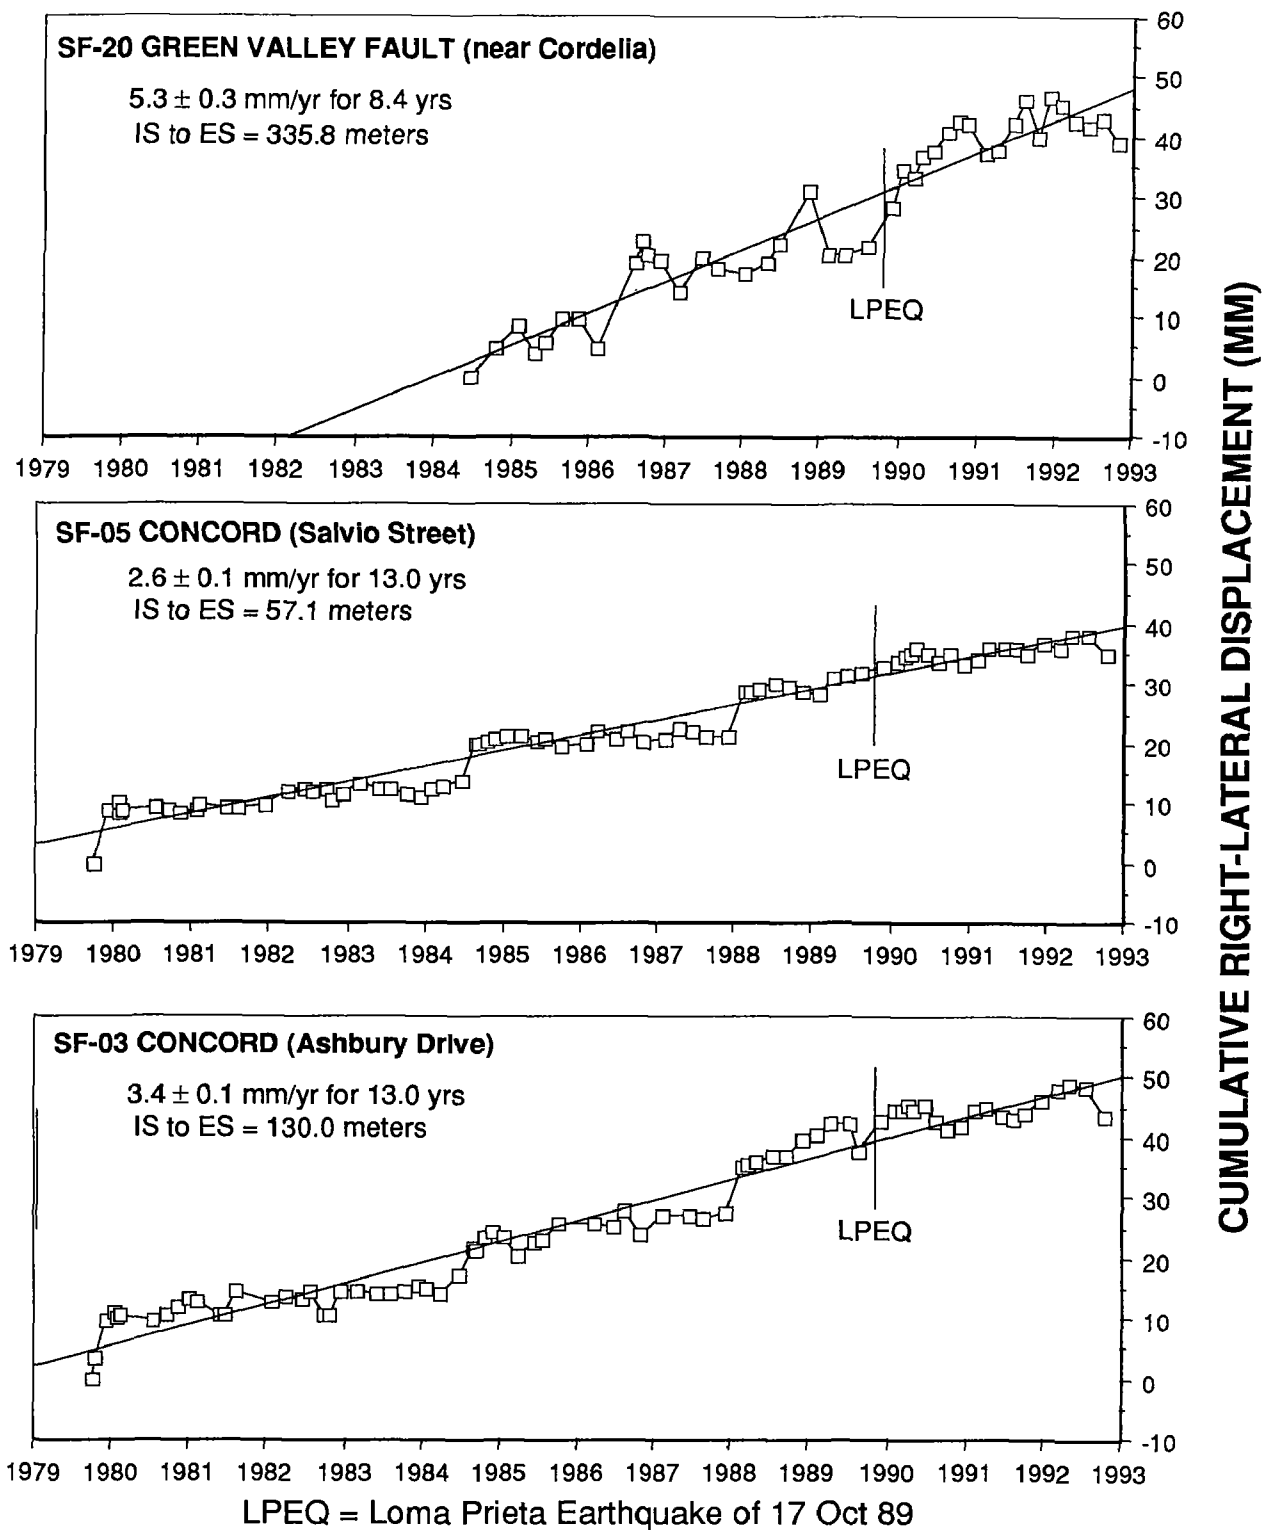 SF-20 GREEN VALLEY FAULT (near Cordelia)
5.3 ± 0.3 mm/yr for 8.4 yrs
IS to ES = 335.8 meters
LPEQ
60
50
40
30
20
10
0
-10
1979 1980 1981 1982 1983 1984 1985 1986 1987 1988 1989 1990 1991 1992 1993
SF-05 CONCORD (Salvio Street)
2.6 ± 0.1 mm/yr for 13.0 yrs
IS to ES = 57.1 meters
LPEQ
60
50
40
30
20
10
0
-10
1979 1980 1981 1982 1983 1984 1985 1986 1987 1988 1989 1990 1991 1992 1993
SF-03 CONCORD (Ashbury Drive)
3.4 ± 0.1 mm/yr for 13.0 yrs
IS to ES = 130.0 meters
LPEQ
60
50
40
30
20
10
0
-10
1979 1980 1981 1982 1983 1984 1985 1986 1987 1988 1989 1990 1991 1992 1993
CUMULATIVE RIGHT-LATERAL DISPLACEMENT (MM)
LPEQ = Loma Prieta Earthquake of 17 Oct 89